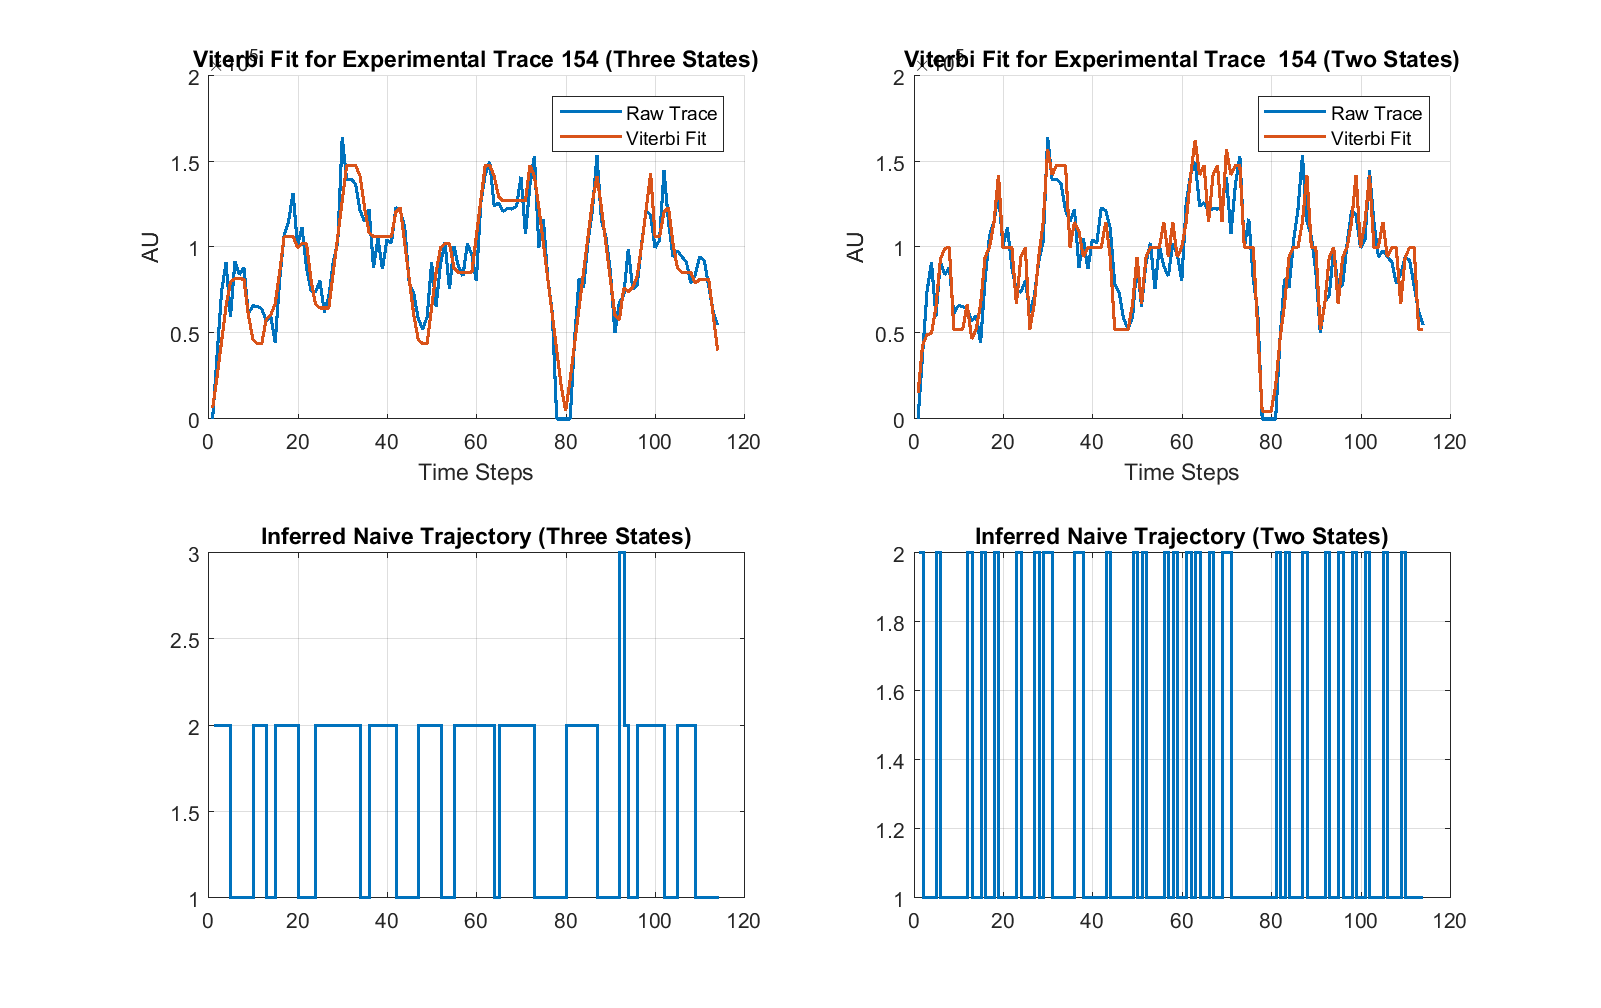 Viterbi Fit for Experimental Trace 154 (Three States)
×10^5
2
1.5
1
0.5
0
AU
Raw Trace
Viterbi Fit
0 20 40 60 80 100 120
Time Steps
Viterbi Fit for Experimental Trace 154 (Two States)
×10^5
2
1.5
1
0.5
0
AU
Raw Trace
Viterbi Fit
0 20 40 60 80 100 120
Time Steps
Inferred Naive Trajectory (Three States)
3
2.5
2
1.5
1
0 20 40 60 80 100 120
Inferred Naive Trajectory (Two States)
2
1.8
1.6
1.4
1.2
1
0 20 40 60 80 100 120